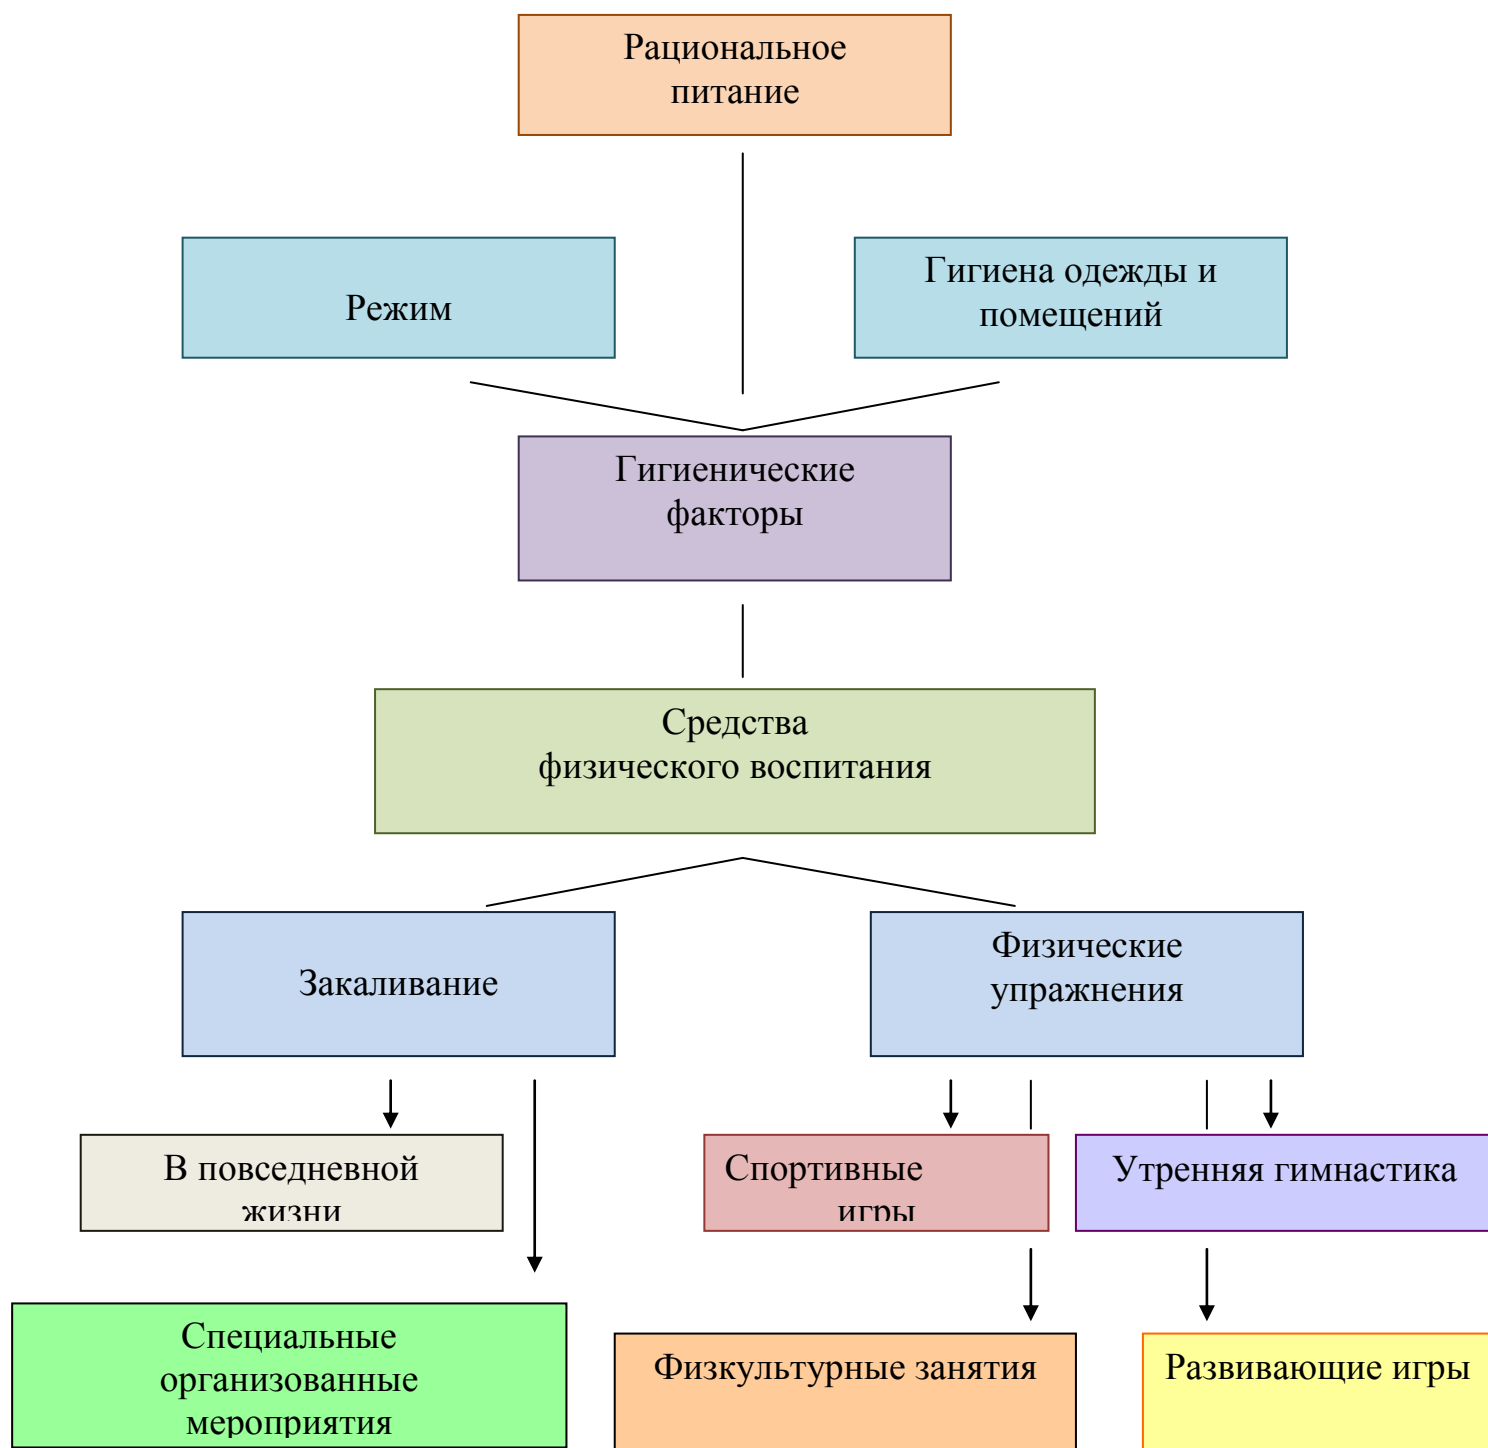 Рациональное
питание
Режим
Гигиена одежды и
помещений
Гигиенические
факторы
Средства
физического воспитания
Закаливание
Физические
упражнения
В повседневной
жизни
Спортивные
игры
Утренняя гимнастика
Специальные
организованные
мероприятия
Физкультурные занятия
Развивающие игры